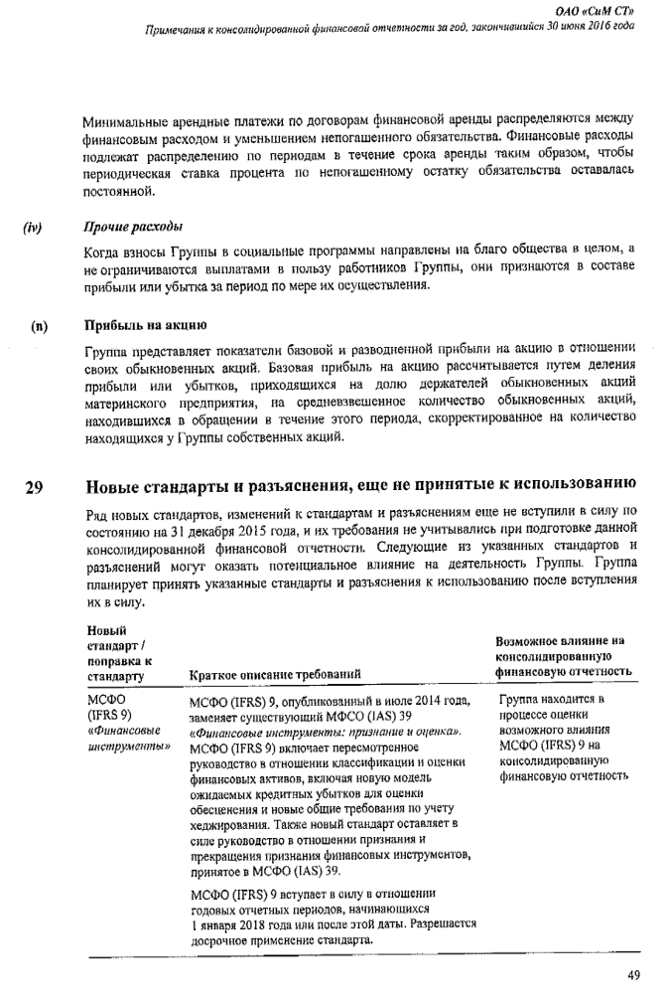 ОАО «СиМ СТ»
Примечания к консолидированной финансовой отчетности за год, закончившийся 30 июня 2016 года
Минимальные арендные платежи по договорам финансовой аренды распределяются между
финансовым расходом и уменьшением непогашенного обязательства. Финансовые расходы
подлежат распределению по периодам в течение срока аренды таким образом, чтобы
периодическая ставка процента по непогашенному остатку обязательства оставалась
постоянной.
(iv) Прочие расходы
Когда взносы Группы в социальные программы направлены на благо общества в целом, а
не ограничиваются выплатами в пользу работников Группы, они признаются в составе
прибыли или убытка за период по мере их осуществления.
(n) Прибыль на акцию
Группа представляет показатели базовой и разводненной прибыли на акцию в отношении
своих обыкновенных акций. Базовая прибыль на акцию рассчитывается путем деления
прибыли или убытков, приходящихся на долю держателей обыкновенных акций
материнского предприятия, на средневзвешенное количество обыкновенных акций,
находившихся в обращении в течение этого периода, скорректированное на количество
находящихся у Группы собственных акций.
29 Новые стандарты и разъяснения, еще не принятые к использованию
Ряд новых стандартов, изменений к стандартам и разъяснениям еще не вступили в силу по
состоянию на 31 декабря 2015 года, и их требования не учитывались при подготовке данной
консолидированной финансовой отчетности. Следующие из указанных стандартов и
разъяснений могут оказать потенциальное влияние на деятельность Группы. Группа
планирует принять указанные стандарты и разъяснения к использованию после вступления
их в силу.
Новый
стандарт /
поправка к
стандарту
Краткое описание требований
Возможное влияние на
консолидированную
финансовую отчетность
МСФО
(IFRS 9)
«Финансовые
инструменты»
МСФО (IFRS) 9, опубликованный в июле 2014 года,
заменяет существующий МФСО (IAS) 39
«Финансовые инструменты: признание и оценка».
МСФО (IFRS 9) включает пересмотренное
руководство в отношении классификации и оценки
финансовых активов, включая новую модель
ожидаемых кредитных убытков для оценки
обесценения и новые общие требования по учету
хеджирования. Также новый стандарт оставляет в
силе руководство в отношении признания и
прекращения признания финансовых инструментов,
принятое в МСФО (IAS) 39.
МСФО (IFRS) 9 вступает в силу в отношении
годовых отчетных периодов, начинающихся
1 января 2018 года или после этой даты. Разрешается
досрочное применение стандарта.
Группа находится в
процессе оценки
возможного влияния
МСФО (IFRS) 9 на
консолидированную
финансовую отчетность
49